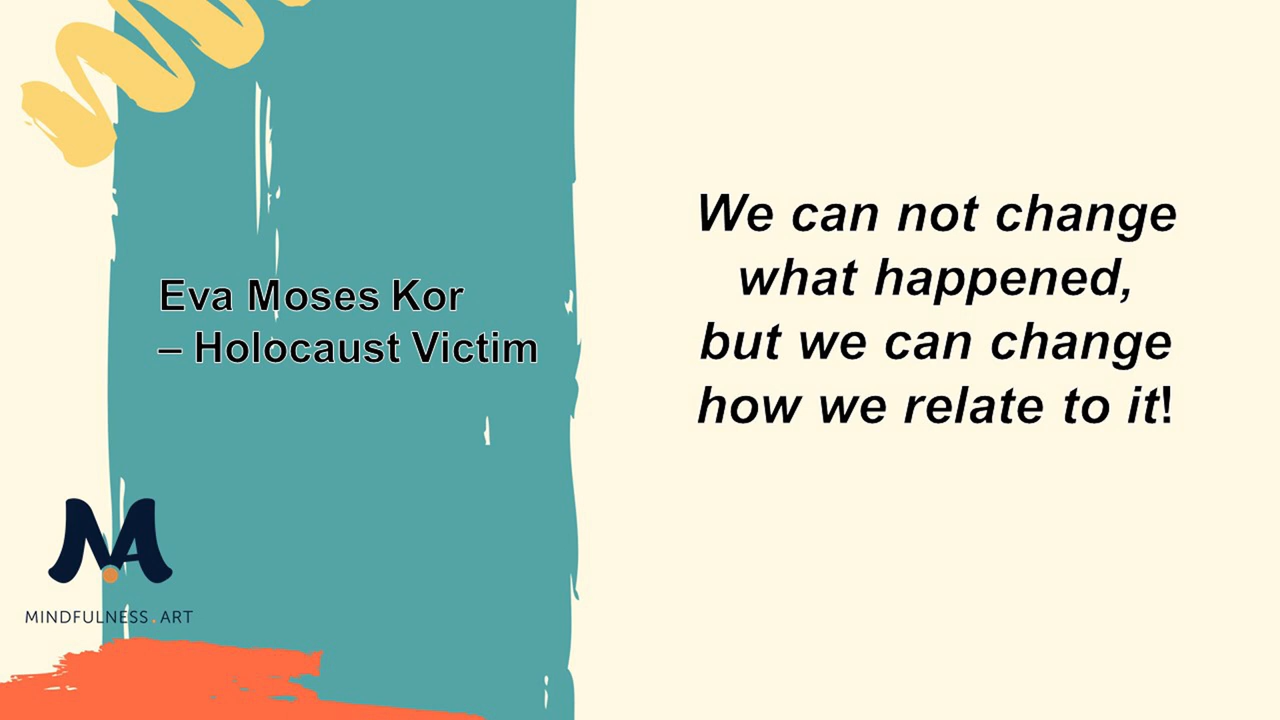 Eva Moses Kor
– Holocaust Victim
We can not change
what happened,
but we can change
how we relate to it!
MA
MINDFULNESS.ART